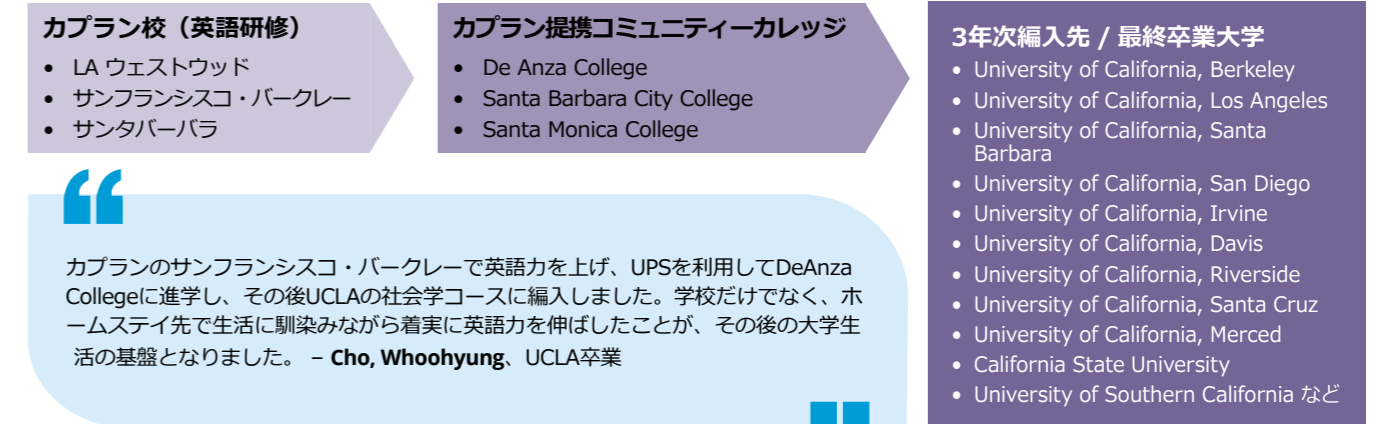 カプラン校（英語研修）
• LA ウェストウッド
• サンフランシスコ・バークレー
• サンタバーバラ
カプラン提携コミュニティーカレッジ
• De Anza College
• Santa Barbara City College
• Santa Monica College
3年次編入先 / 最終卒業大学
• University of California, Berkeley
• University of California, Los Angeles
• University of California, Santa
Barbara
• University of California, San Diego
• University of California, Irvine
• University of California, Davis
• University of California, Riverside
• University of California, Santa Cruz
• University of California, Merced
• California State University
• University of Southern California など
“
カプランのサンフランシスコ・バークレーで英語力を上げ、UPSを利用してDeAnza
Collegeに進学し、その後UCLAの社会学コースに編入しました。学校だけでなく、ホ
ームステイ先で生活に馴染みながら着実に英語力を伸ばしたことが、その後の大学生
活の基盤となりました。 – Cho, Whoohyung、UCLA卒業